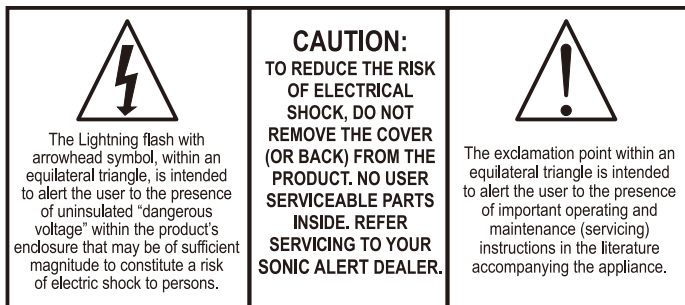 The Lightning flash with
arrowhead symbol, within an
equilateral triangle, is intended
to alert the user to the presence
of uninsulated “dangerous
voltage” within the product’s
enclosure that may be of sufficient
magnitude to constitute a risk
of electric shock to persons.
CAUTION:
TO REDUCE THE RISK
OF ELECTRICAL
SHOCK, DO NOT
REMOVE THE COVER
(OR BACK) FROM THE
PRODUCT. NO USER
SERVICEABLE PARTS
INSIDE. REFER
SERVICING TO YOUR
SONIC ALERT DEALER.
The exclamation point within an
equilateral triangle is intended
to alert the user to the presence
of important operating and
maintenance (servicing)
instructions in the literature
accompanying the appliance.